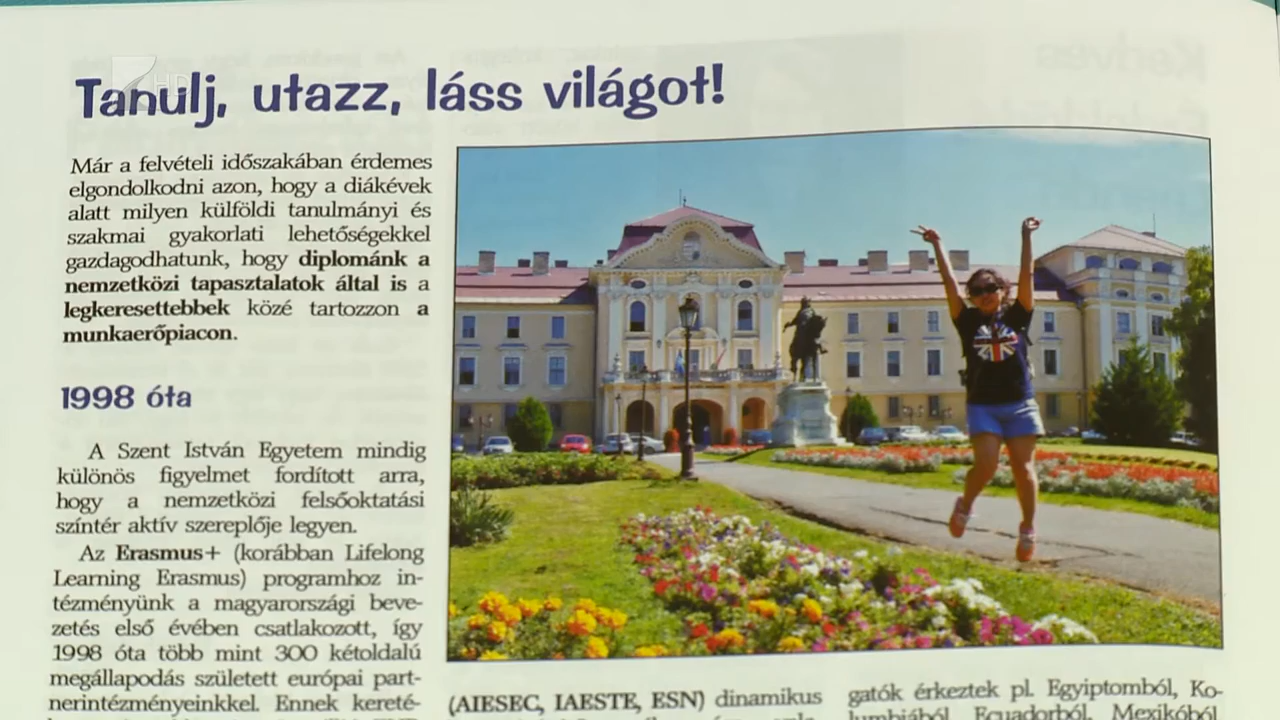 Tanulj, utazz, láss világot!
Már a felvételi időszakában érdemes
elgondolkodni azon, hogy a diákévek
alatt milyen külföldi tanulmányi és
szakmai gyakorlati lehetőségekkel
gazdagodhatunk, hogy diplománk a
nemzetközi tapasztalatok által is a
legkeresettebbek közé tartozzon a
munkaerőpiacon.
1998 óta
A Szent István Egyetem mindig
különös figyelmet fordított arra,
hogy a nemzetközi felsőoktatási
színtér aktív szereplője legyen.
Az Erasmus+ (korábban Lifelong
Learning Erasmus) programhoz in-
tézményünk a magyarországi beve-
zetés első évében csatlakozott, így
1998 óta több mint 300 kétoldalú
megállapodás született európai part-
nerintézményeinkkel. Ennek kereté-
(AIESEC, IAESTE, ESN) dinamikus
gatók érkeztek pl. Egyiptomból, Ko-
lumbiából, Ecuadorból, Mexikóból
HD